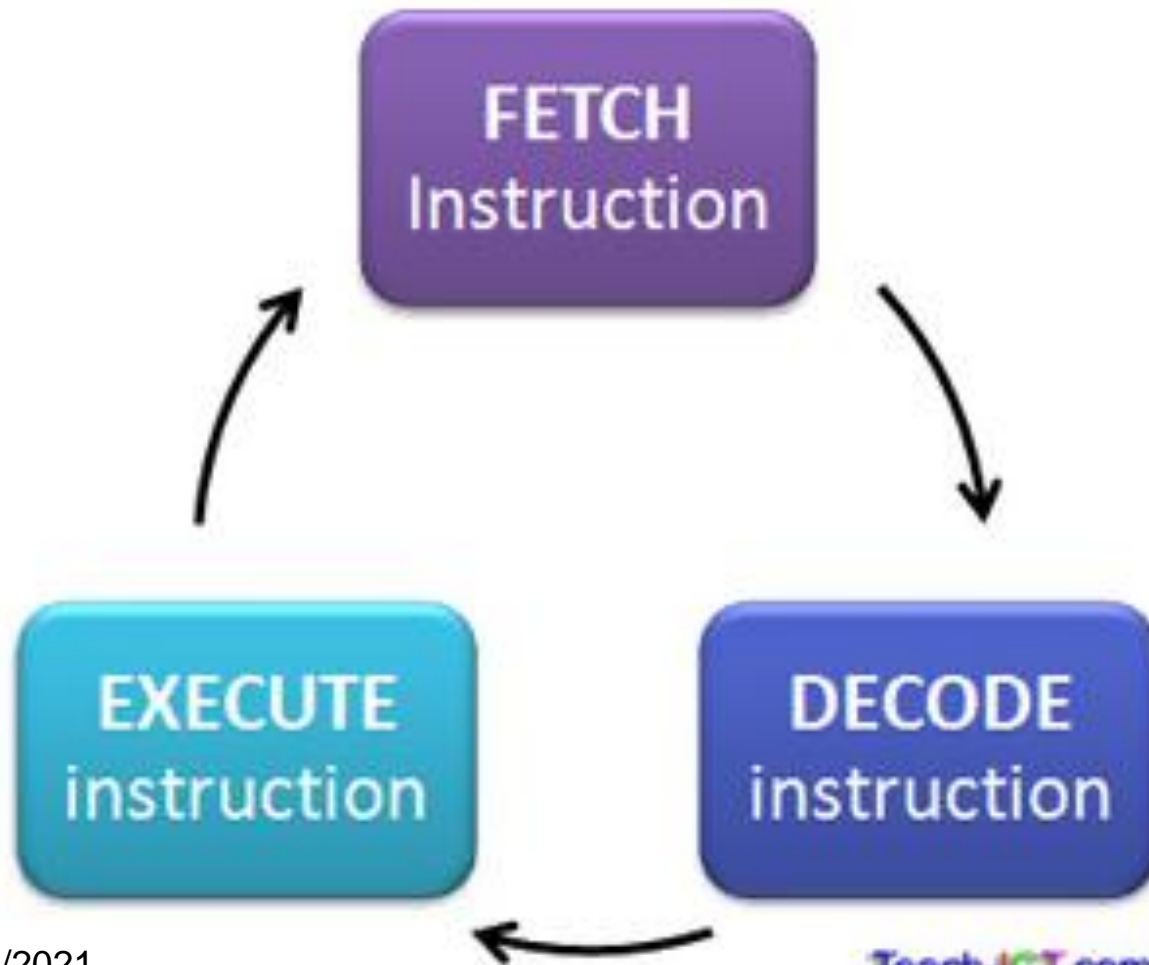 FETCH
Instruction
EXECUTE
instruction
DECODE
instruction
/2021